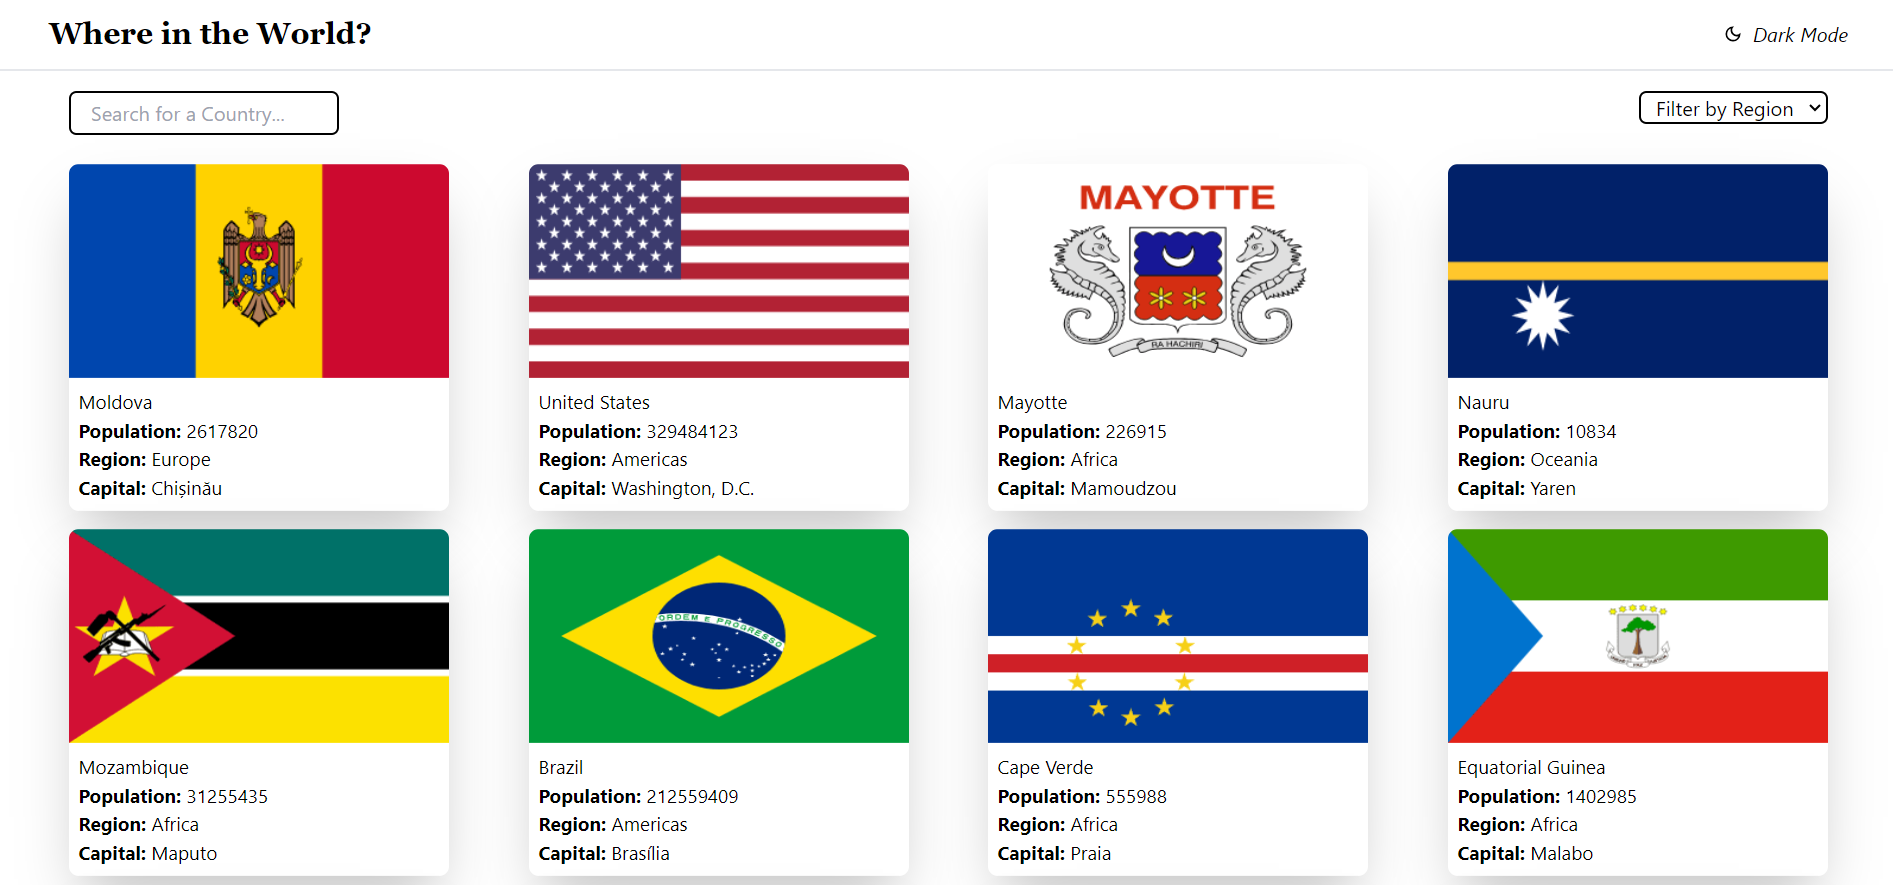 Where in the World?
Dark Mode
Search for a Country...
Filter by Region
MAYOTTE
RA HACHIRI
Moldova
Population: 2617820
Region: Europe
Capital: Chișinău
United States
Population: 329484123
Region: Americas
Capital: Washington, D.C.
Mayotte
Population: 226915
Region: Africa
Capital: Mamoudzou
Nauru
Population: 10834
Region: Oceania
Capital: Yaren
ORDEM E PROGRESSO
Mozambique
Population: 31255435
Region: Africa
Capital: Maputo
Brazil
Population: 212559409
Region: Americas
Capital: Brasília
Cape Verde
Population: 555988
Region: Africa
Capital: Praia
Equatorial Guinea
Population: 1402985
Region: Africa
Capital: Malabo